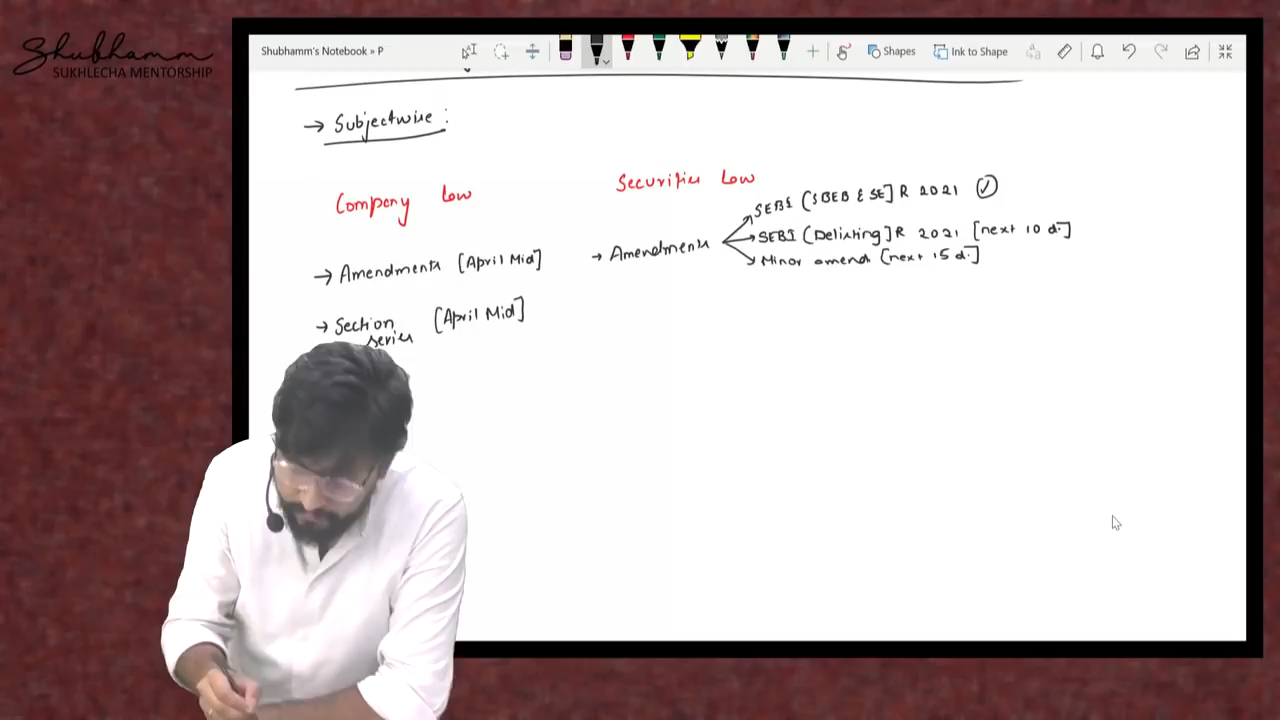 Shubhamm
SUKHLECHA MENTORSHIP
Shubhamm's Notebook » P
Shapes
Ink to Shape
→ Subjectwise :
Company Law
→ Amendments [April Mid]
→ Section series [April Mid]
Securities Law
→ Amendments
SEBI (SBEB & SE] R 2021 ✓
SEBI (Delisting] R 2021 [next 10 d.]
Minor amend [next 15 d.]